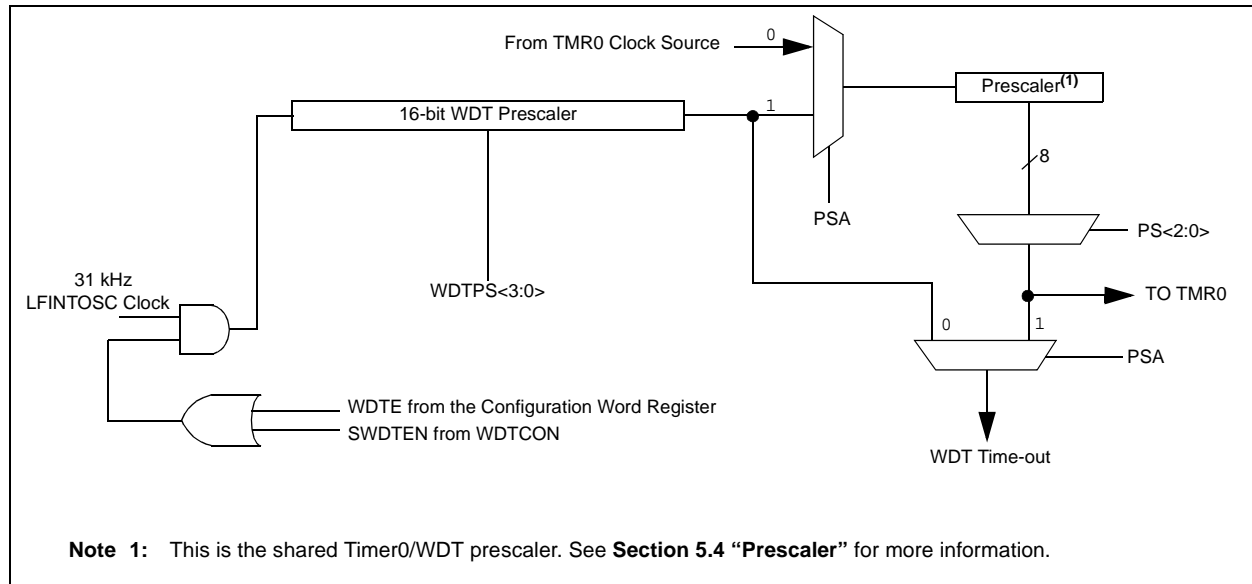 From TMR0 Clock Source
0
Prescaler(1)
16-bit WDT Prescaler
1
8
PSA
PS<2:0>
31 kHz
LFINTOSC Clock
WDTPS<3:0>
TO TMR0
0
1
PSA
WDTE from the Configuration Word Register
SWDTEN from WDTCON
WDT Time-out
Note 1: This is the shared Timer0/WDT prescaler. See Section 5.4 “Prescaler” for more information.